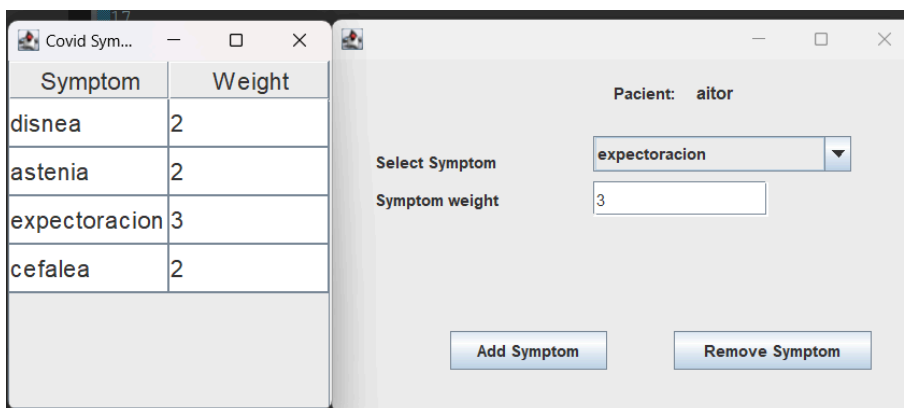 17
Covid Sym...
Symptom Weight
disnea 2
astenia 2
expectoracion 3
cefalea 2
Pacient: aitor
Select Symptom expectoracion
Symptom weight 3
Add Symptom Remove Symptom